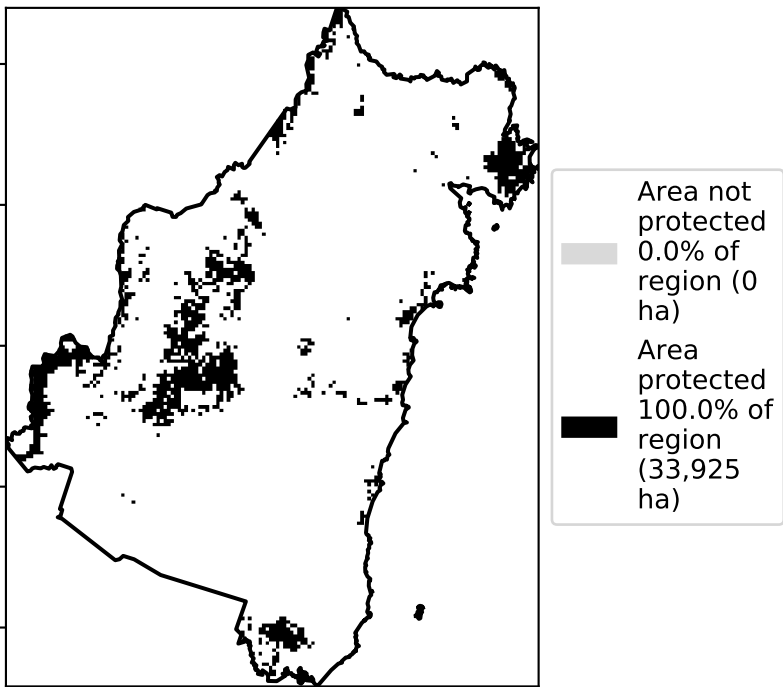 Area not
protected
0.0% of
region (0
ha)
Area
protected
100.0% of
region
(33,925
ha)